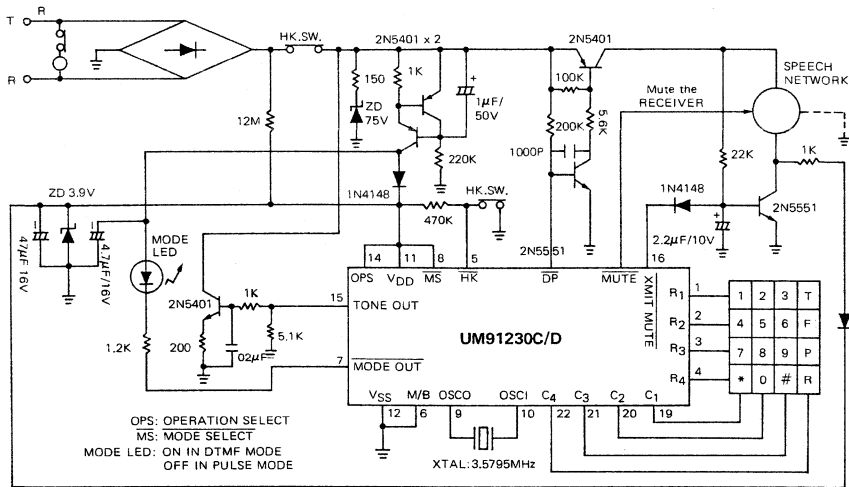 T
R
HK.SW.
2N5401 x 2
2N5401
SPEECH
NETWORK
R
12M
150
ZD
75V
1K
1µF/
50V
220K
100K
200K
5.6K
1000P
Mute the
RECEIVER
22K
1K
ZD 3.9V
1N4148
470K
HK.SW.
2N5551
1N4148
2N5551
2.2µF/10V
47µF 16V
4.7µF/16V
MODE
LED
14
11
8
5
16
OPS
VDD
MS
HK
DP
MUTE
XMIT MUTE
2N5401
1K
15
TONE OUT
5.1K
1.2K
200
02µF
7
MODE OUT
UM91230C/D
R1
1
R2
2
R3
3
R4
4
1 2 3 T
4 5 6 F
7 8 9 P
* 0 # R
VSS
M/B
OSCO
OSCI
C4
C3
C2
C1
12
6
9
10
22
21
20
19
XTAL:3.5795MHz
OPS: OPERATION SELECT
MS: MODE SELECT
MODE LED: ON IN DTMF MODE
OFF IN PULSE MODE